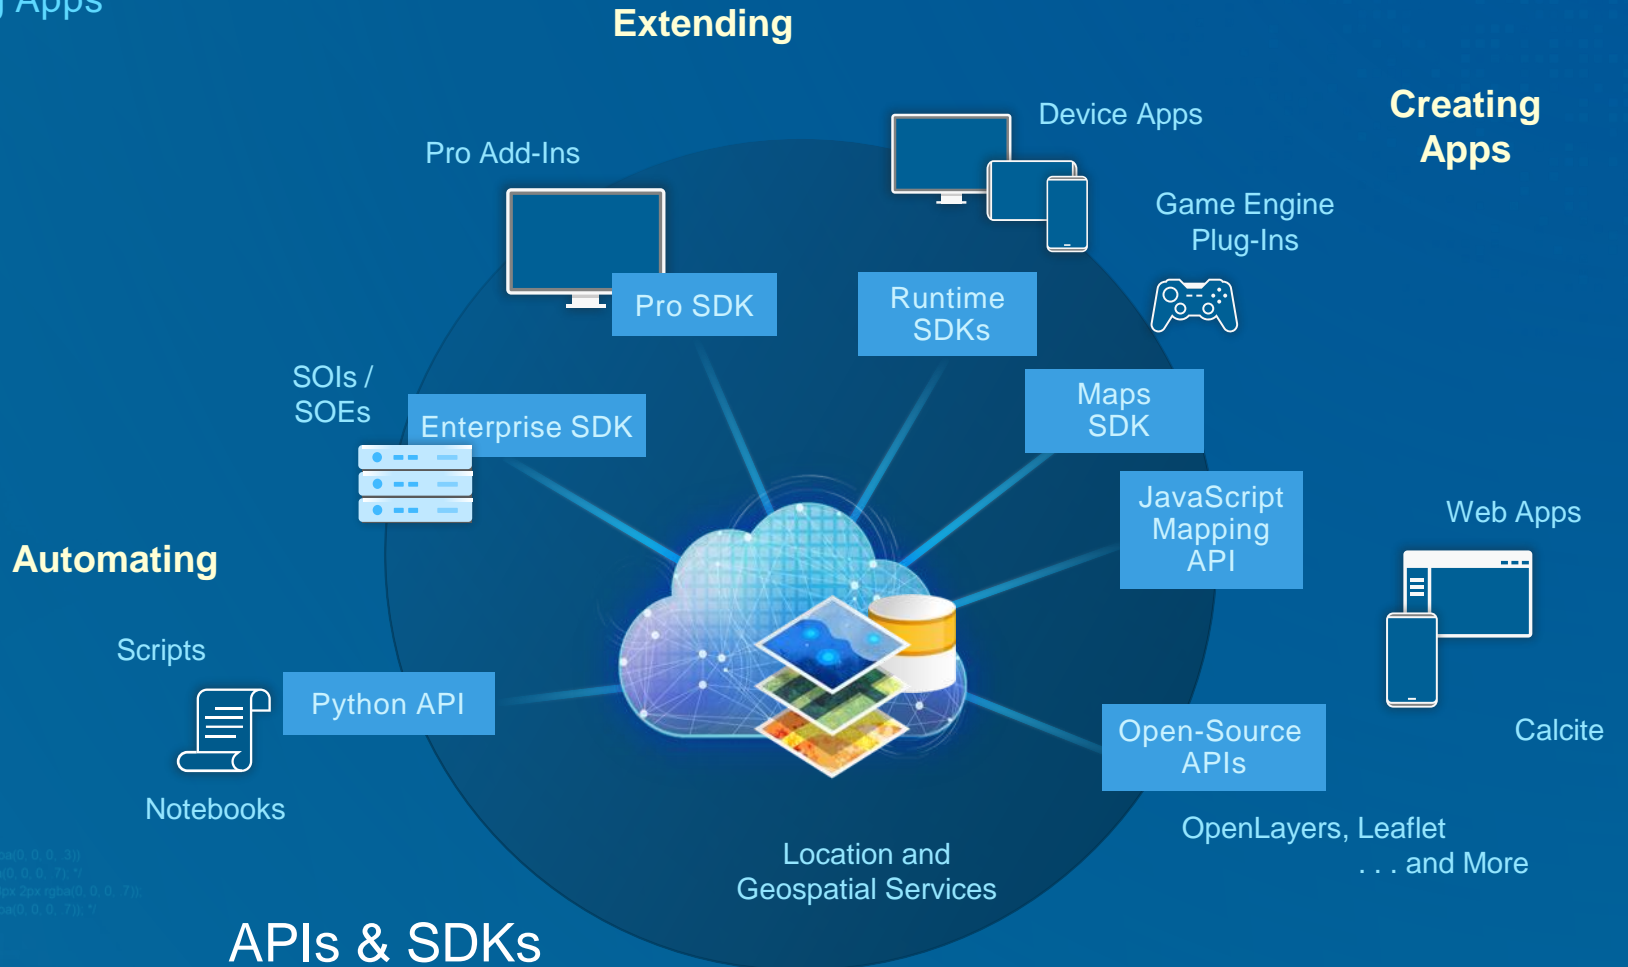 Apps
Extending
Creating
Apps
Device Apps
Pro Add-Ins
Game Engine
Plug-Ins
Pro SDK
Runtime
SDKs
SOIs /
SOEs
Enterprise SDK
Maps
SDK
JavaScript
Mapping
API
Web Apps
Automating
Scripts
Python API
Notebooks
Open-Source
APIs
Calcite
OpenLayers, Leaflet
. . . and More
Location and
Geospatial Services
APIs & SDKs